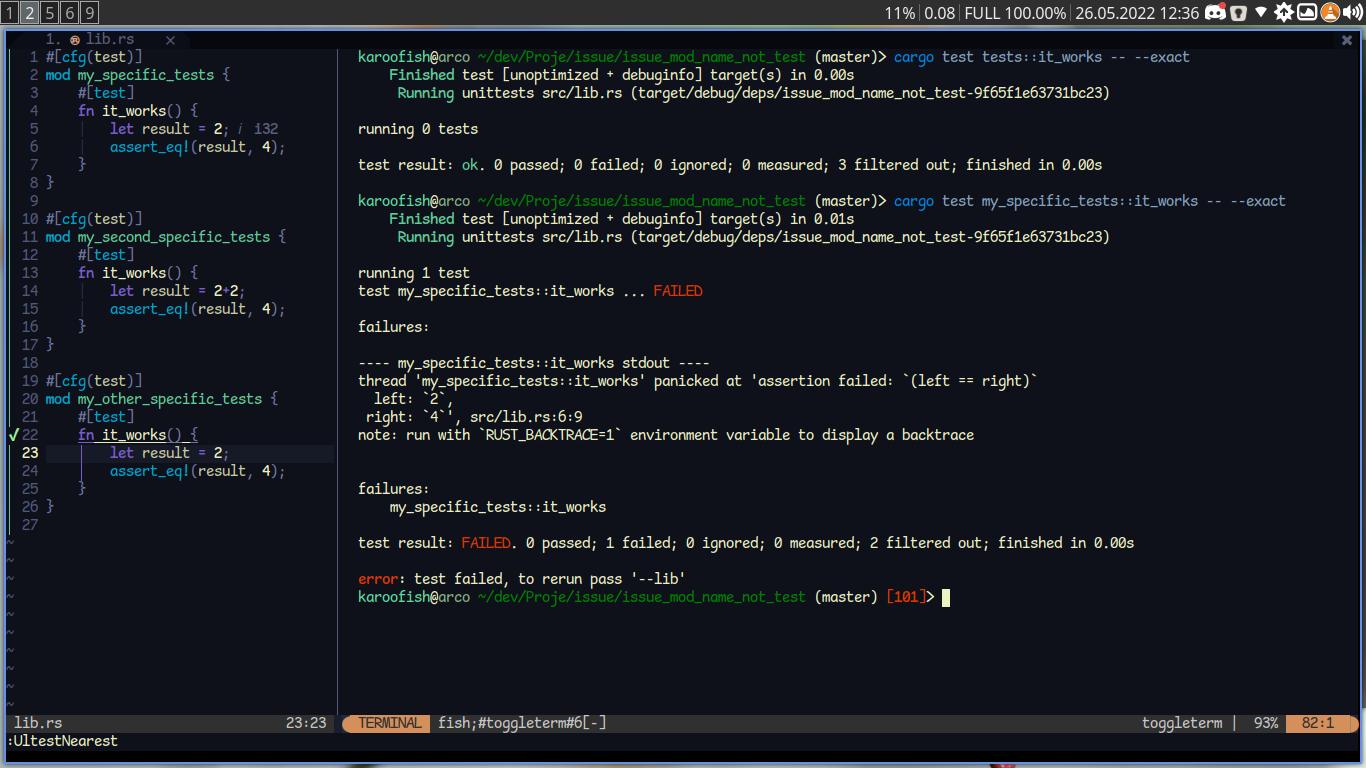 1 2 5 6 9 11% 0.08 FULL 100.00% 26.05.2022 12:36
1. lib.rs ×
1 #[cfg(test)]
2 mod my_specific_tests {
3 #[test]
4 fn it_works() {
5 let result = 2; i i32
6 assert_eq!(result, 4);
7 }
8 }
9
10 #[cfg(test)]
11 mod my_second_specific_tests {
12 #[test]
13 fn it_works() {
14 let result = 2+2;
15 assert_eq!(result, 4);
16 }
17 }
18
19 #[cfg(test)]
20 mod my_other_specific_tests {
21 #[test]
✓22 fn it_works() {
23 let result = 2;
24 assert_eq!(result, 4);
25 }
26 }
27
~
~
~
~
~
~
~
~
~
karoofish@arco ~/dev/Proje/issue/issue_mod_name_not_test (master)> cargo test tests::it_works -- --exact
Finished test [unoptimized + debuginfo] target(s) in 0.00s
Running unittests src/lib.rs (target/debug/deps/issue_mod_name_not_test-9f65f1e63731bc23)
running 0 tests
test result: ok. 0 passed; 0 failed; 0 ignored; 0 measured; 3 filtered out; finished in 0.00s
karoofish@arco ~/dev/Proje/issue/issue_mod_name_not_test (master)> cargo test my_specific_tests::it_works -- --exact
Finished test [unoptimized + debuginfo] target(s) in 0.01s
Running unittests src/lib.rs (target/debug/deps/issue_mod_name_not_test-9f65f1e63731bc23)
running 1 test
test my_specific_tests::it_works ... FAILED
failures:
---- my_specific_tests::it_works stdout ----
thread 'my_specific_tests::it_works' panicked at 'assertion failed: `(left == right)`
left: `2`,
right: `4`', src/lib.rs:6:9
note: run with `RUST_BACKTRACE=1` environment variable to display a backtrace
failures:
my_specific_tests::it_works
test result: FAILED. 0 passed; 1 failed; 0 ignored; 0 measured; 2 filtered out; finished in 0.00s
error: test failed, to rerun pass '--lib'
karoofish@arco ~/dev/Proje/issue/issue_mod_name_not_test (master) [101]>
lib.rs 23:23 TERMINAL fish;#toggleterm#6[-] toggleterm | 93% 82:1
:UltestNearest